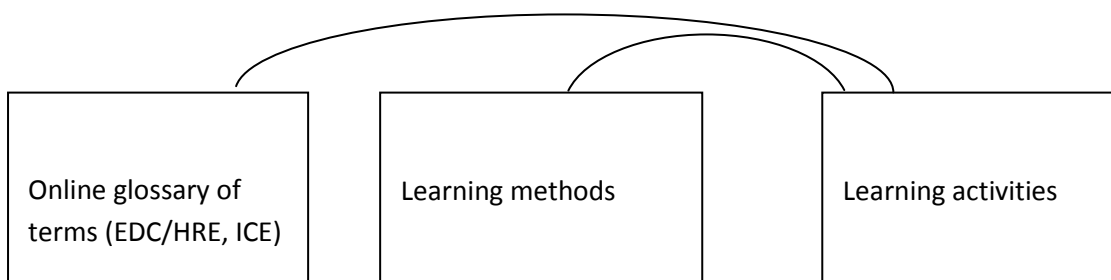 Online glossary of
terms (EDC/HRE, ICE)
Learning methods
Learning activities